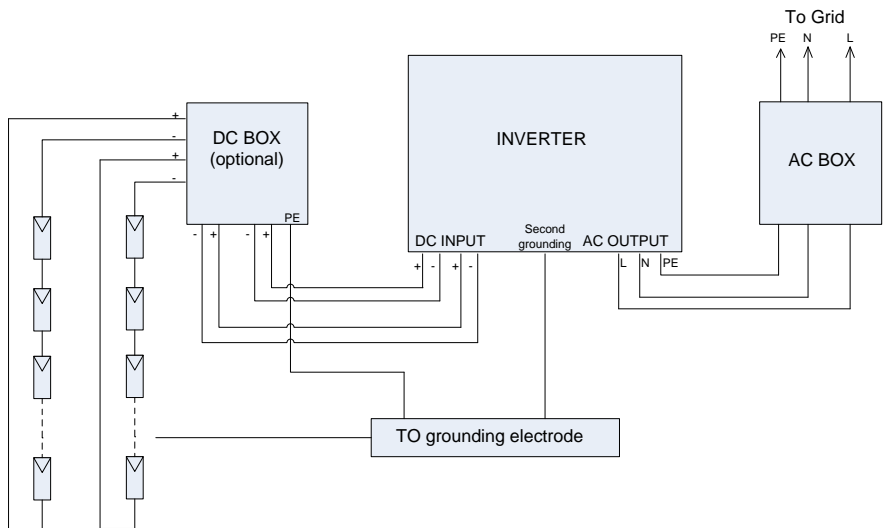 To Grid
PE N L
+
-
+
-
DC BOX
(optional)
PE
- + - +
INVERTER
DC INPUT
Second
grounding
AC OUTPUT
+ - + -
L N PE
AC BOX
TO grounding electrode